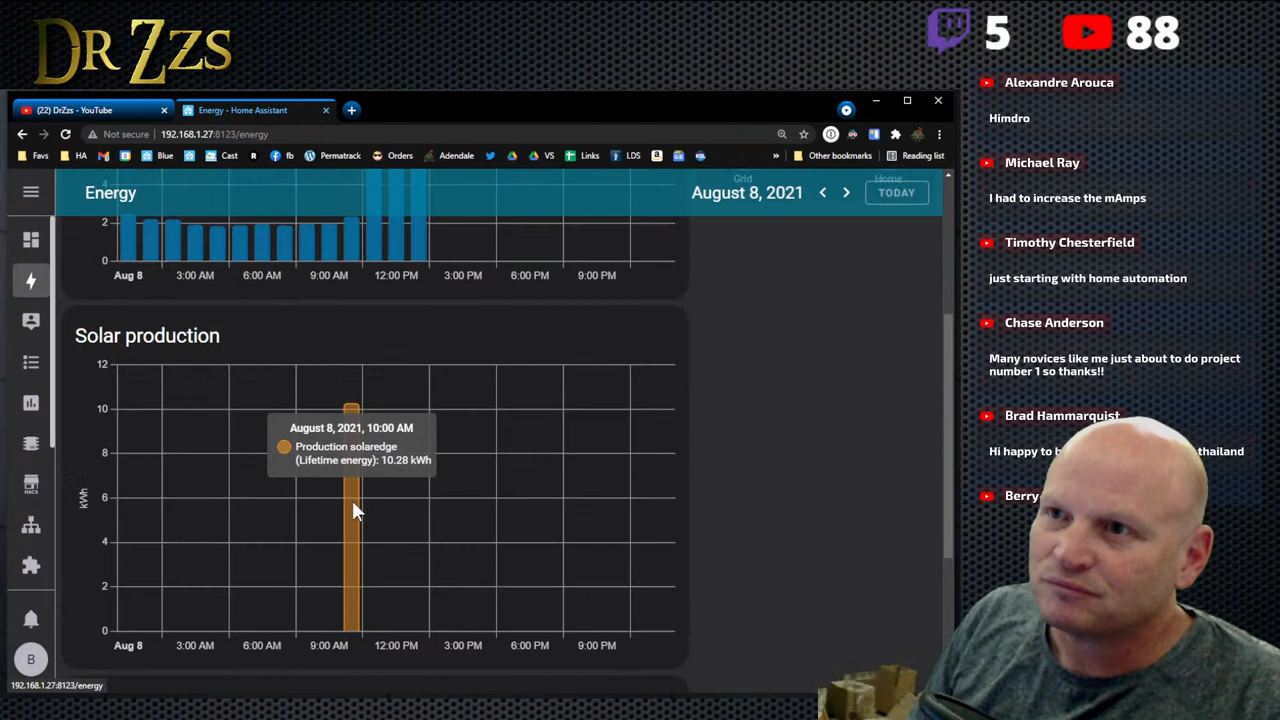 DR ZZS
5
88
(22) DrZzs - YouTube
Energy - Home Assistant
Not secure
192.168.1.27:8123/energy
Favs
HA
Blue
Cast
fb
Permatrack
Orders
Adendale
VS
Links
LDS
Other bookmarks
Reading list
Energy
August 8, 2021
Grid
Home
TODAY
4
2
0
Aug 8
3:00 AM
6:00 AM
9:00 AM
12:00 PM
3:00 PM
6:00 PM
9:00 PM
Solar production
12
10
8
6
4
2
0
kWh
August 8, 2021, 10:00 AM
Production solaredge
(Lifetime energy): 10.28 kWh
Aug 8
3:00 AM
6:00 AM
9:00 AM
12:00 PM
3:00 PM
6:00 PM
9:00 PM
HACS
B
192.168.1.27:8123/energy
Alexandre Arouca
Himdro
Michael Ray
I had to increase the mAmps
Timothy Chesterfield
just starting with home automation
Chase Anderson
Many novices like me just about to do project
number 1 so thanks!!
Brad Hammarquist
Hi happy to thailand
Berry